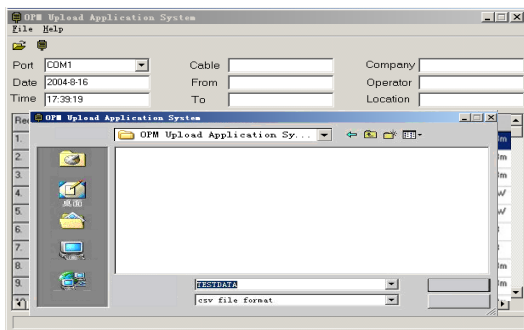 OPM Upload Application System
File Help
Port COM1 Cable Company
Date 2004-8-16 From Operator
Time 17:39:19 To Location
OPM Upload Application System
OPM Upload Application Sy...
1.
2.
3.
桌面
4.
5.
6.
7.
8.
9.
TESTDATA
csv file format